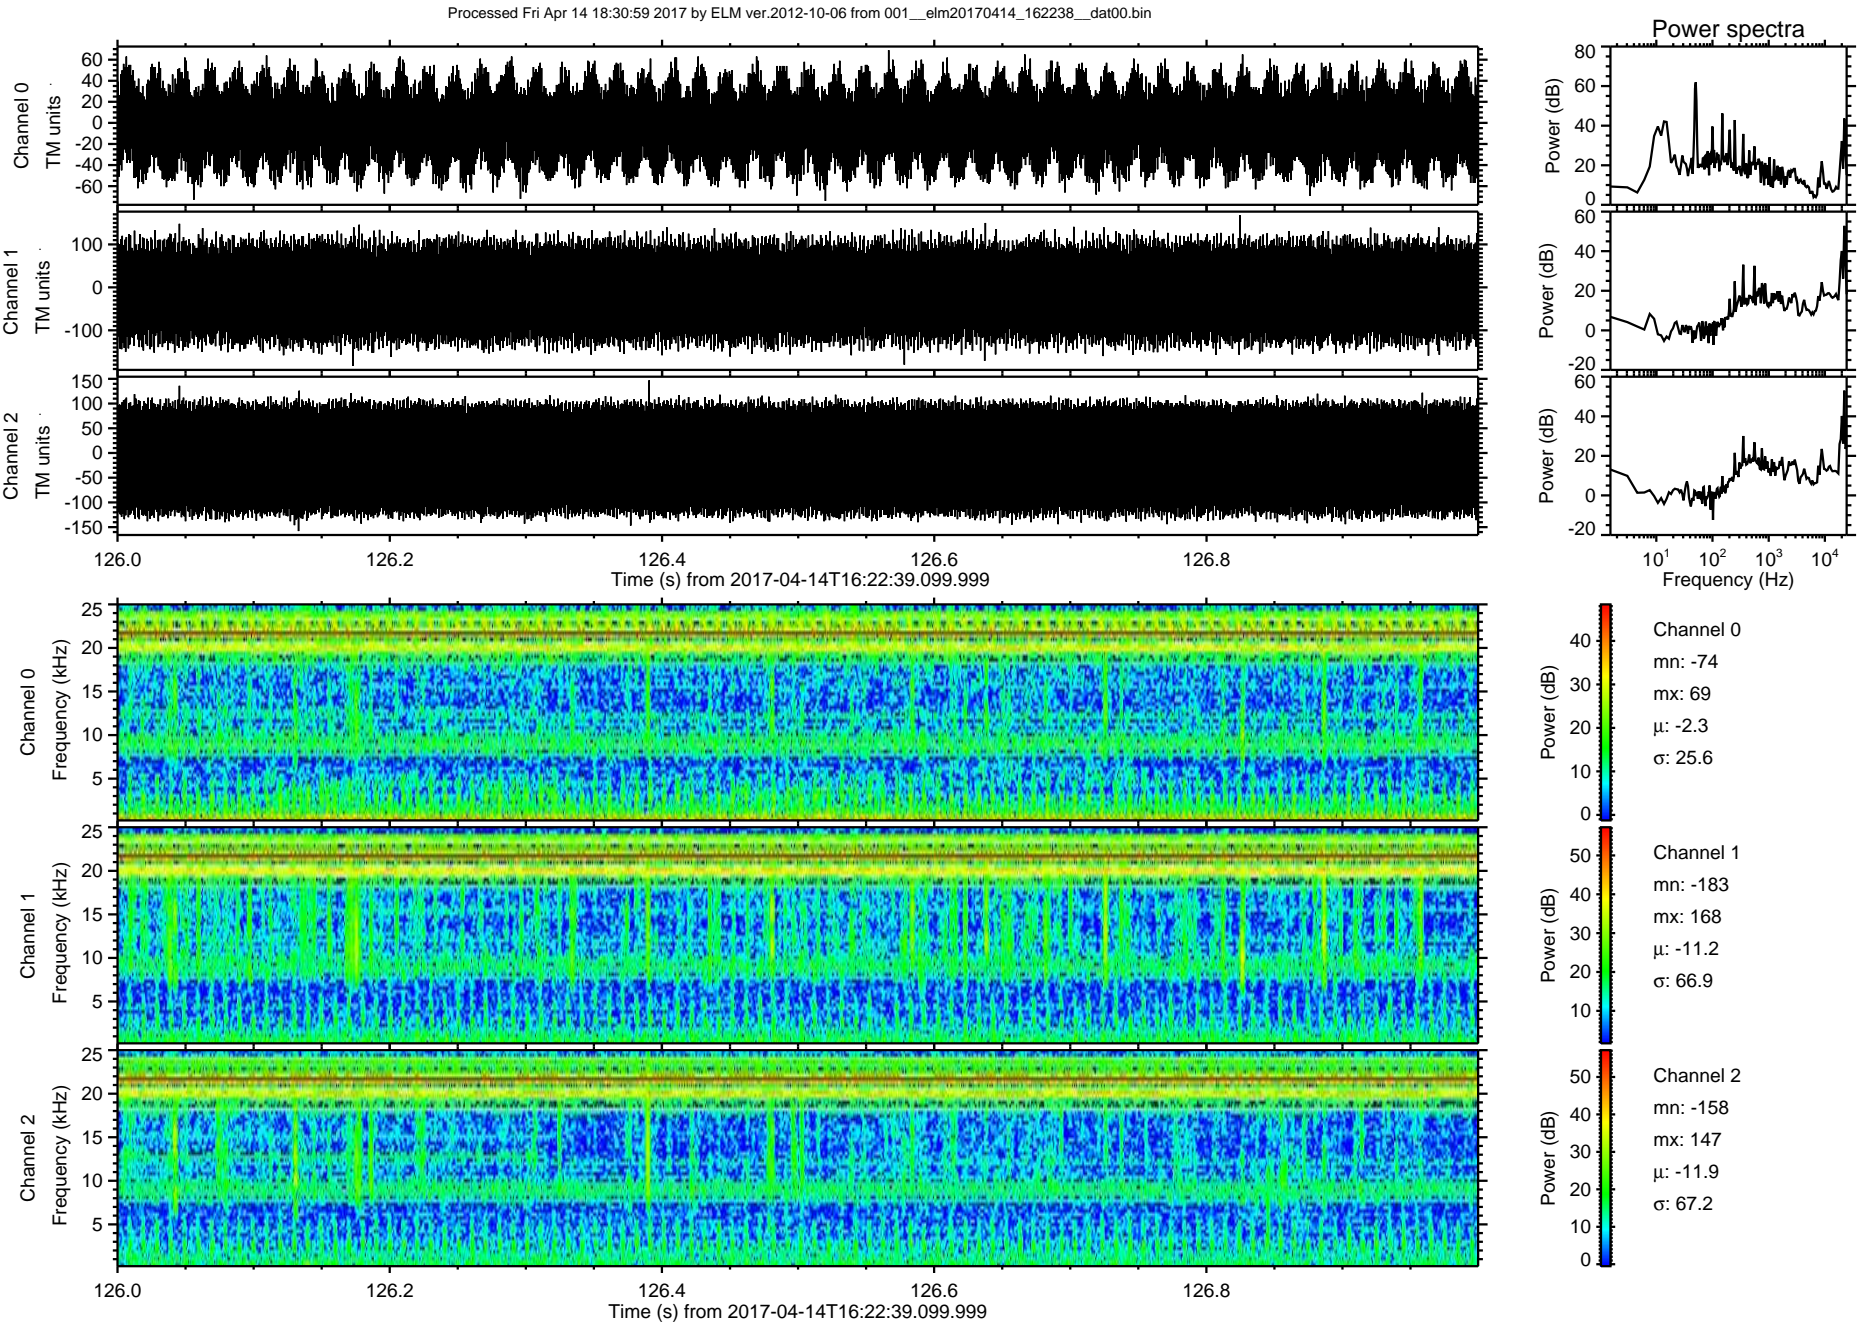 Processed Fri Apr 14 18:30:59 2017 by ELM ver.2012-10-06 from 001__elm20170414_162238__dat00.bin
Power spectra
Channel 0
TM units
60
40
20
0
-20
-40
-60
Power (dB)
80
60
40
20
0
Channel 1
TM units
100
0
-100
Power (dB)
60
40
20
0
-20
Channel 2
TM units
150
100
50
0
-50
-100
-150
Power (dB)
60
40
20
0
-20
126.0 126.2 126.4 126.6 126.8
Time (s) from 2017-04-14T16:22:39.099.999
10^1 10^2 10^3 10^4
Frequency (Hz)
Channel 0
Frequency (kHz)
25
20
15
10
5
Power (dB)
40
30
20
10
0
Channel 0
mn: -74
mx: 69
μ: -2.3
σ: 25.6
Channel 1
Frequency (kHz)
25
20
15
10
5
Power (dB)
50
40
30
20
10
Channel 1
mn: -183
mx: 168
μ: -11.2
σ: 66.9
Channel 2
Frequency (kHz)
25
20
15
10
5
Power (dB)
50
40
30
20
10
0
Channel 2
mn: -158
mx: 147
μ: -11.9
σ: 67.2
126.0 126.2 126.4 126.6 126.8
Time (s) from 2017-04-14T16:22:39.099.999